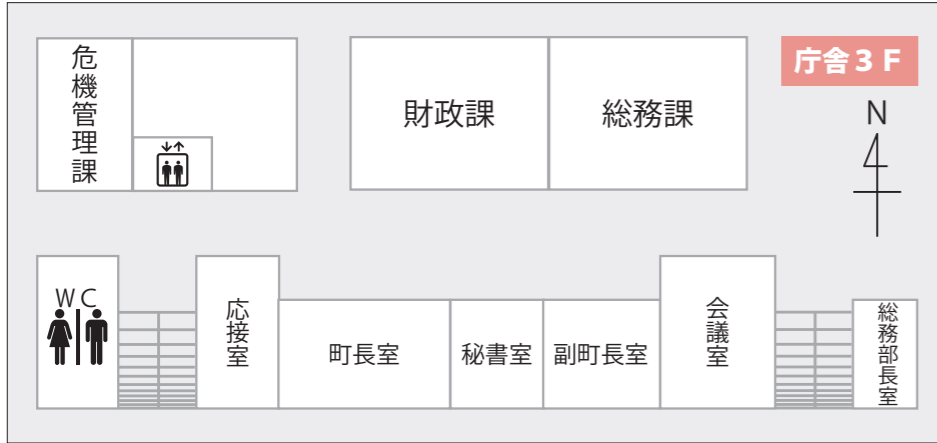 危機管理課
財政課
総務課
庁舎3F
N
WC
応接室
町長室
秘書室
副町長室
会議室
総務部長室